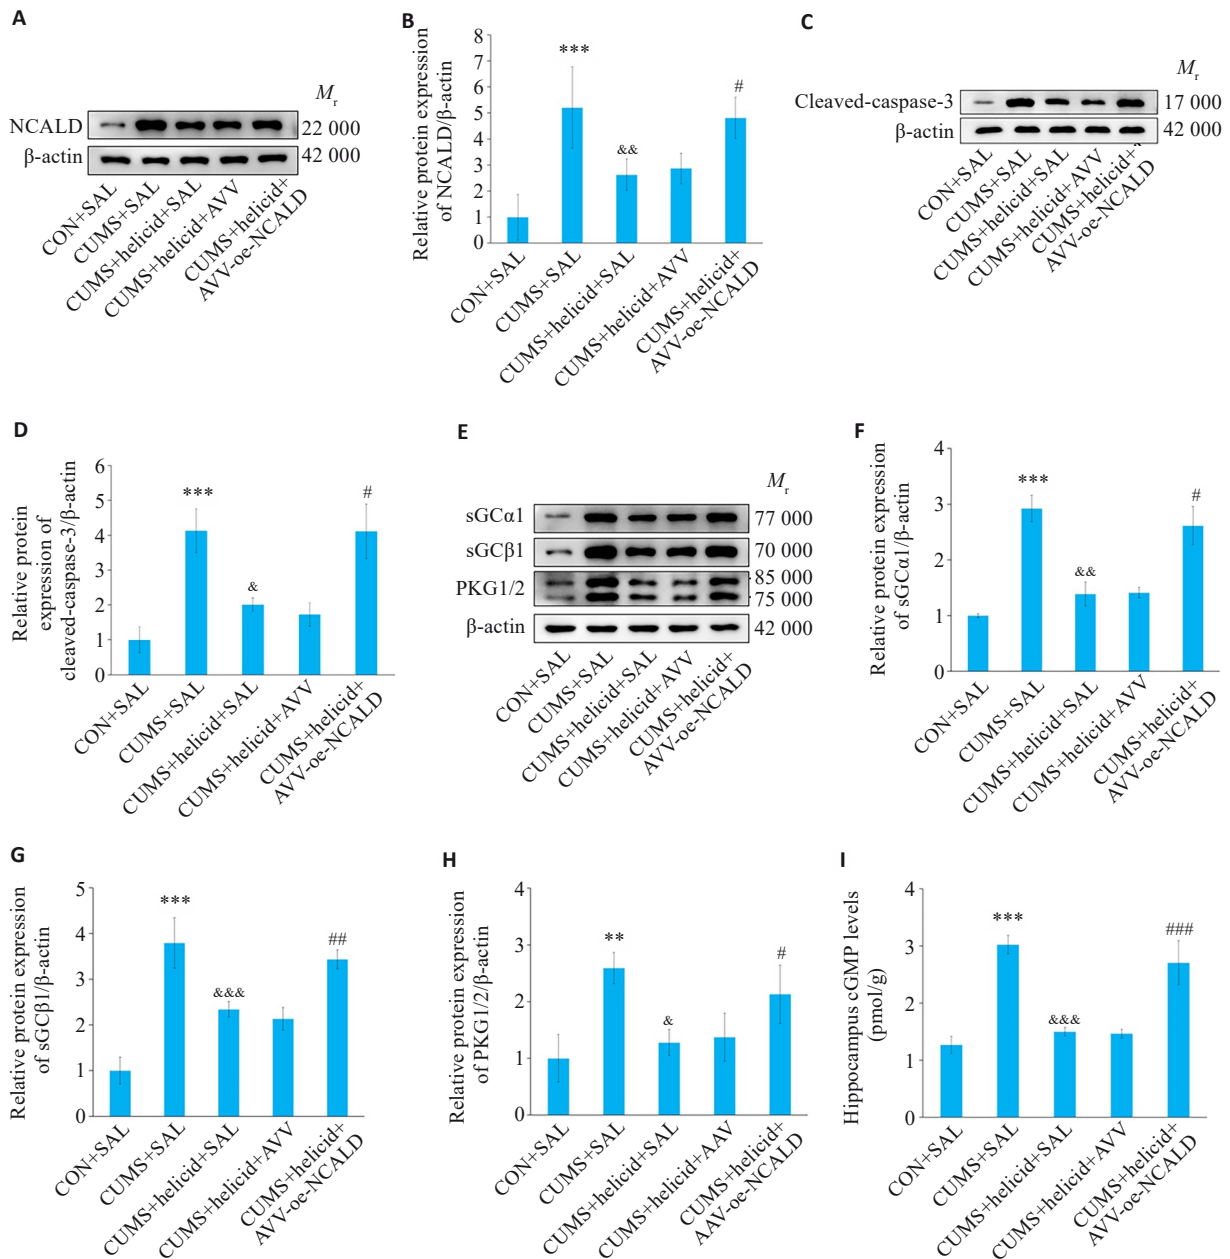 A
Mr
NCALD
22 000
β-actin
42 000
CON+SAL
CUMS+SAL
CUMS+helicid+SAL
CUMS+helicid+AVV
CUMS+helicid+
AVV-oe-NCALD
B
Relative protein expression
of NCALD/β-actin
8
7
6
5
4
3
2
1
0
***
&&
#
CON+SAL
CUMS+SAL
CUMS+helicid+SAL
CUMS+helicid+AVV
CUMS+helicid+
AVV-oe-NCALD
C
Mr
Cleaved-caspase-3
17 000
β-actin
42 000
CON+SAL
CUMS+SAL
CUMS+helicid+SAL
CUMS+helicid+AVV
CUMS+helicid+
AVV-oe-NCALD
D
Relative protein
expression of
cleaved-caspase-3/β-actin
6
5
4
3
2
1
0
***
&
#
CON+SAL
CUMS+SAL
CUMS+helicid+SAL
CUMS+helicid+AVV
CUMS+helicid+
AVV-oe-NCALD
E
Mr
sGCα1
77 000
sGCβ1
70 000
PKG1/2
85 000
75 000
β-actin
42 000
CON+SAL
CUMS+SAL
CUMS+helicid+SAL
CUMS+helicid+AVV
CUMS+helicid+
AVV-oe-NCALD
F
Relative protein expression
of sGCα1/β-actin
4
3
2
1
0
***
&&
#
CON+SAL
CUMS+SAL
CUMS+helicid+SAL
CUMS+helicid+AVV
CUMS+helicid+
AVV-oe-NCALD
G
Relative protein expression
of sGCβ1/β-actin
5
4
3
2
1
0
***
&&&
##
CON+SAL
CUMS+SAL
CUMS+helicid+SAL
CUMS+helicid+AVV
CUMS+helicid+
AVV-oe-NCALD
H
Relative protein expression
of PKG1/2/β-actin
4
3
2
1
0
**
&
#
CON+SAL
CUMS+SAL
CUMS+helicid+SAL
CUMS+helicid+AAV
CUMS+helicid+
AAV-oe-NCALD
I
Hippocampus cGMP levels
(pmol/g)
4
3
2
1
0
***
&&&
###
CON+SAL
CUMS+SAL
CUMS+helicid+SAL
CUMS+helicid+AVV
CUMS+helicid+
AVV-oe-NCALD